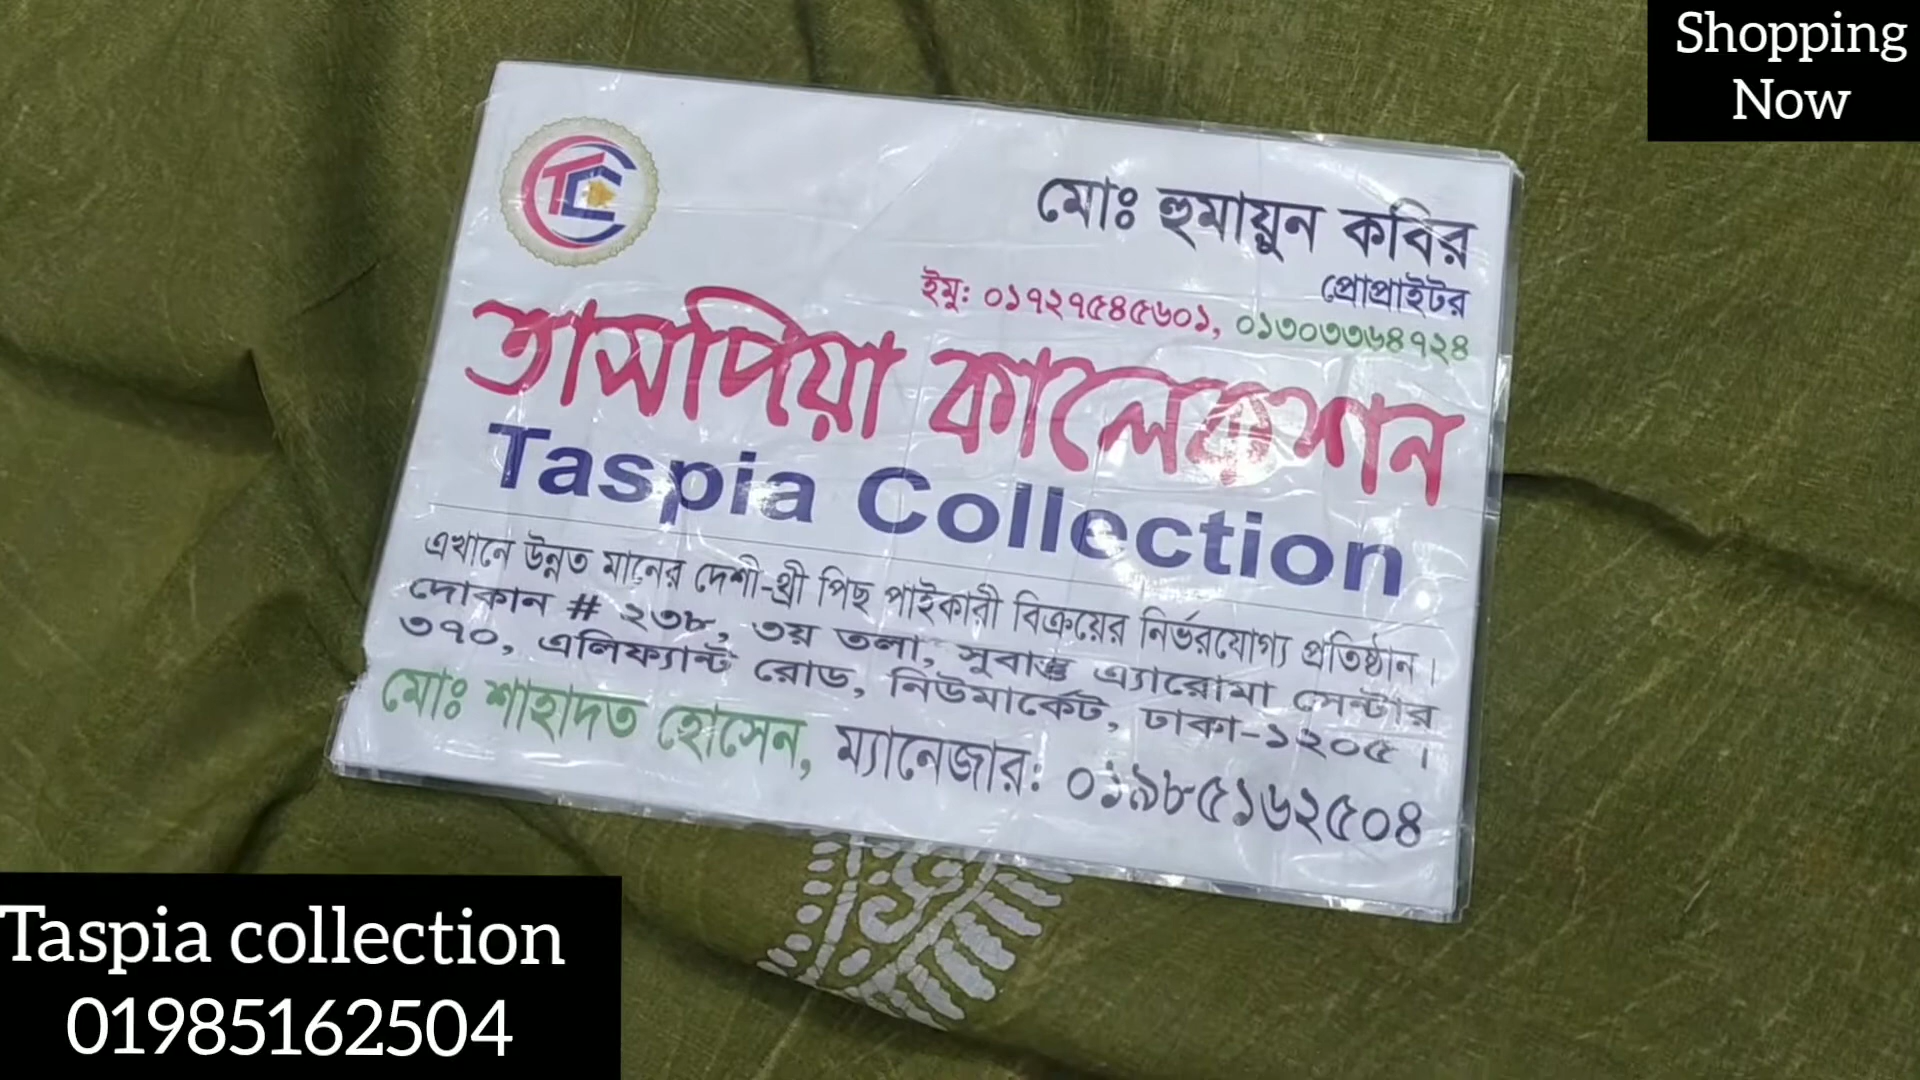 Shopping
Now
TCC
মোঃ হুমায়ুন কবির
প্রোপ্রাইটর
ইমু: ০১৭২৭৫৪৫৬০১, ০১৩০৩৩৬৪৭২৪
তাসপিয়া কালেকশান
Taspia Collection
এখানে উন্নত মানের দেশী-থ্রী পিছ পাইকারী বিক্রয়ের নির্ভরযোগ্য প্রতিষ্ঠান।
দোকান # ২৩৮, ৩য় তলা, সুবাস্তু এ্যারোমা সেন্টার
৩৭০, এলিফ্যান্ট রোড, নিউমার্কেট, ঢাকা-১২০৫।
মোঃ শাহাদত হোসেন, ম্যানেজার: ০১৯৮৫১৬২৫০৪
Taspia collection
01985162504